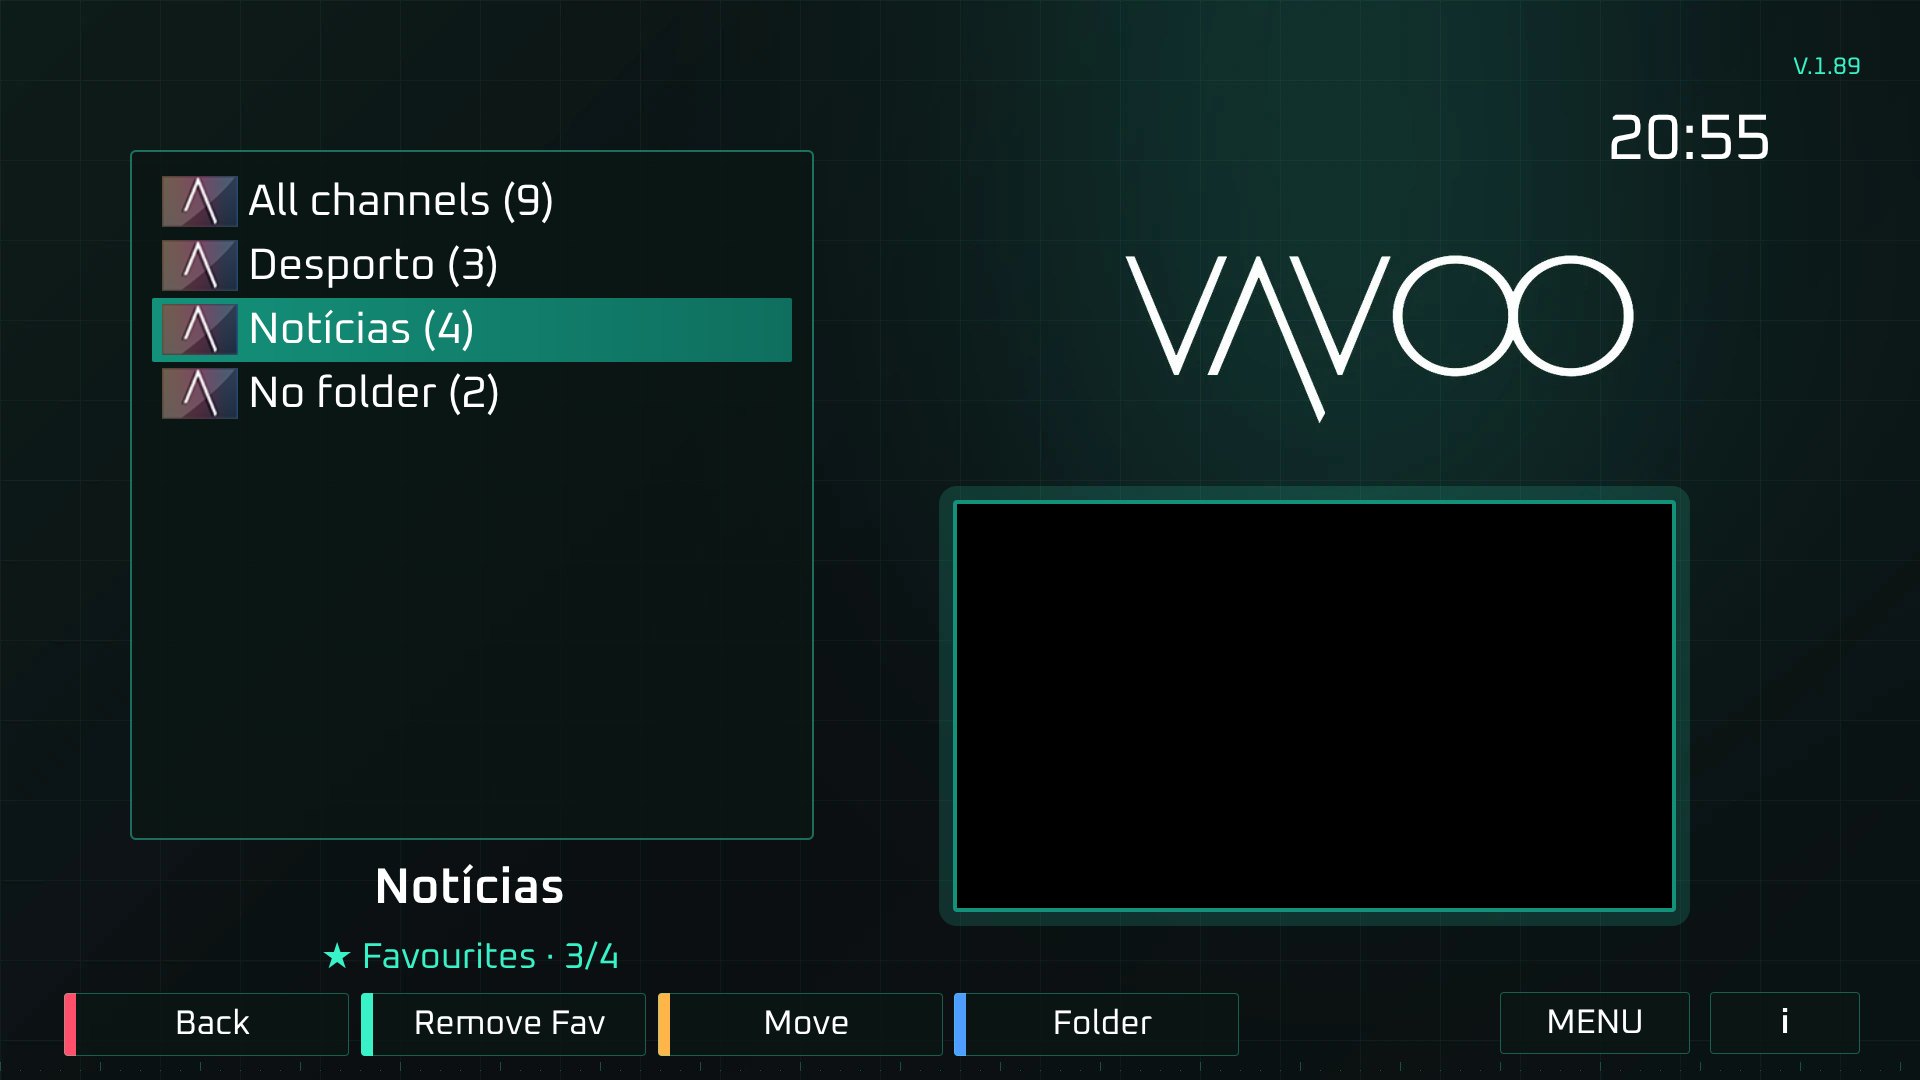 V.1.89
20:55
All channels (9)
Desporto (3)
Notícias (4)
No folder (2)
VAVOO
Notícias
★ Favourites · 3/4
Back
Remove Fav
Move
Folder
MENU
i